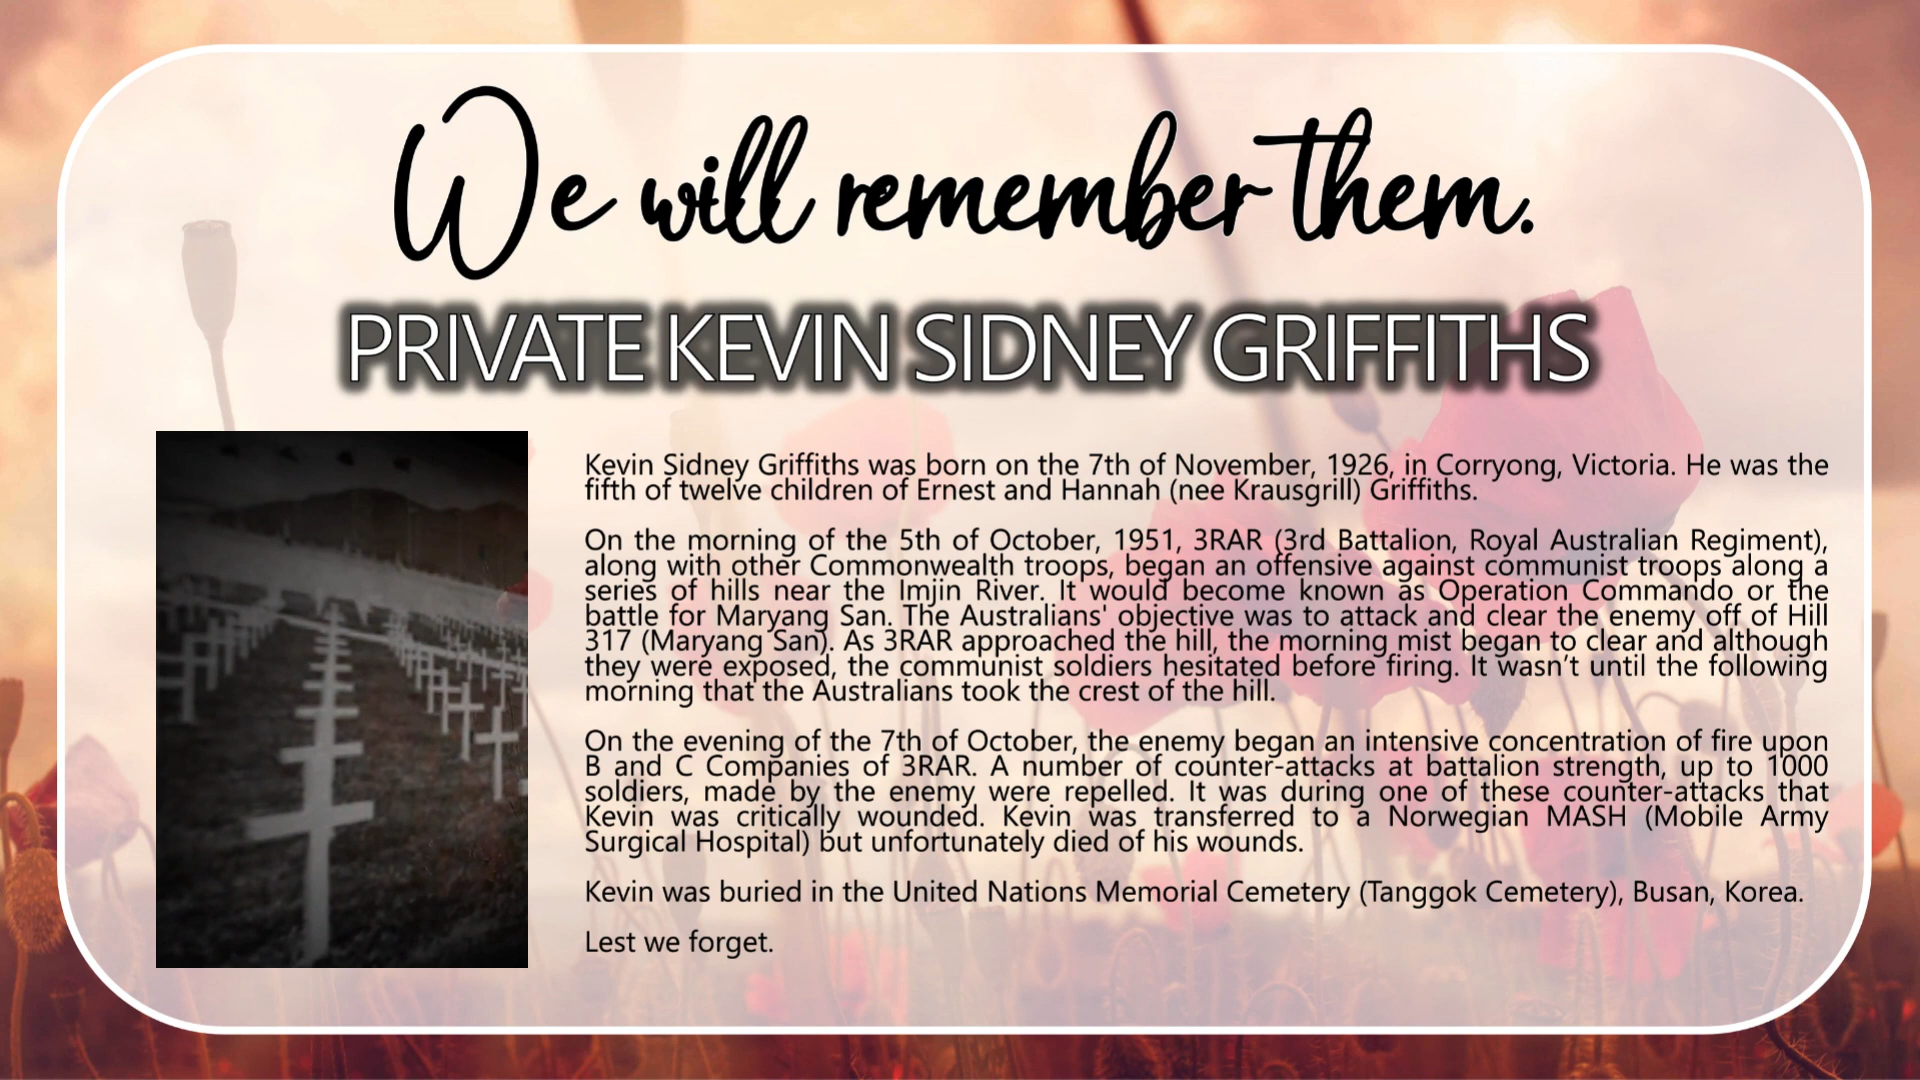 We will remember them.
PRIVATE KEVIN SIDNEY GRIFFITHS
Kevin Sidney Griffiths was born on the 7th of November, 1926, in Corryong, Victoria. He was the
fifth of twelve children of Ernest and Hannah (nee Krausgrill) Griffiths.
On the morning of the 5th of October, 1951, 3RAR (3rd Battalion, Royal Australian Regiment),
along with other Commonwealth troops, began an offensive against communist troops along a
series of hills near the Imjin River. It would become known as Operation Commando or the
battle for Maryang San. The Australians' objective was to attack and clear the enemy off of Hill
317 (Maryang San). As 3RAR approached the hill, the morning mist began to clear and although
they were exposed, the communist soldiers hesitated before firing. It wasn’t until the following
morning that the Australians took the crest of the hill.
On the evening of the 7th of October, the enemy began an intensive concentration of fire upon
B and C Companies of 3RAR. A number of counter-attacks at battalion strength, up to 1000
soldiers, made by the enemy were repelled. It was during one of these counter-attacks that
Kevin was critically wounded. Kevin was transferred to a Norwegian MASH (Mobile Army
Surgical Hospital) but unfortunately died of his wounds.
Kevin was buried in the United Nations Memorial Cemetery (Tanggok Cemetery), Busan, Korea.
Lest we forget.